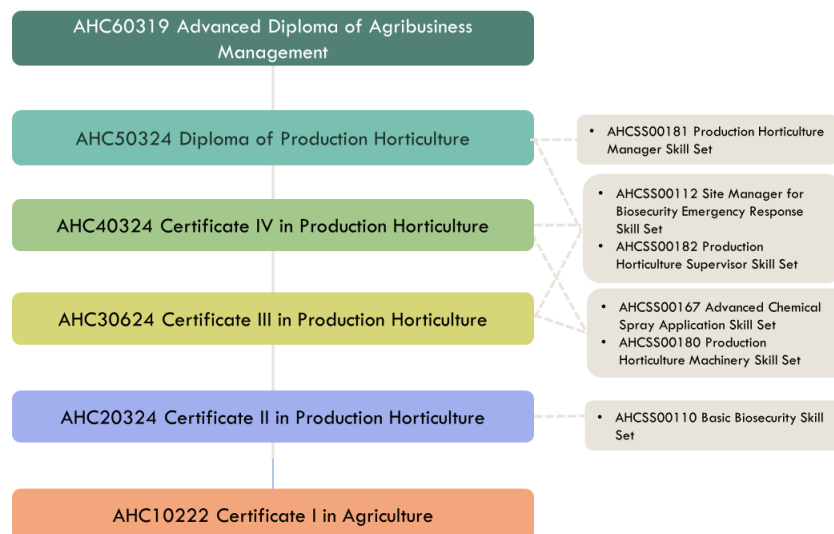 AHC60319 Advanced Diploma of Agribusiness
Management
AHC50324 Diploma of Production Horticulture
• AHCSS00181 Production Horticulture
Manager Skill Set
• AHCSS00112 Site Manager for
Biosecurity Emergency Response
Skill Set
• AHCSS00182 Production
Horticulture Supervisor Skill Set
AHC40324 Certificate IV in Production Horticulture
AHC30624 Certificate III in Production Horticulture
• AHCSS00167 Advanced Chemical
Spray Application Skill Set
• AHCSS00180 Production
Horticulture Machinery Skill Set
AHC20324 Certificate II in Production Horticulture
• AHCSS00110 Basic Biosecurity Skill
Set
AHC10222 Certificate I in Agriculture